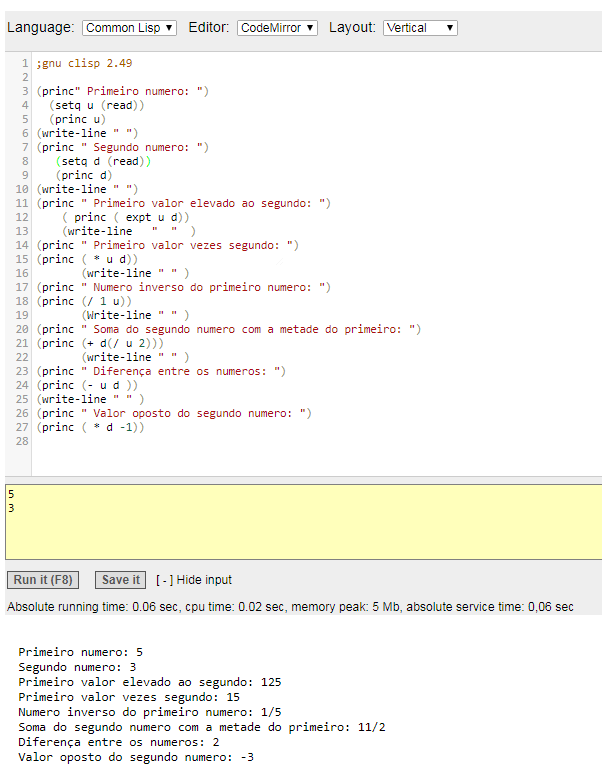 Language: Common Lisp ▼ Editor: CodeMirror ▼ Layout: Vertical ▼
1 ;gnu clisp 2.49
2
3 (princ" Primeiro numero: ")
4   (setq u (read))
5   (princ u)
6 (write-line " ")
7 (princ " Segundo numero: ")
8    (setq d (read))
9    (princ d)
10 (write-line " ")
11 (princ " Primeiro valor elevado ao segundo: ")
12     ( princ ( expt u d))
13     (write-line   "  "  )
14 (princ " Primeiro valor vezes segundo: ")
15 (princ ( * u d))
16        (write-line " " )
17 (princ " Numero inverso do primeiro numero: ")
18 (princ (/ 1 u))
19        (Write-line " " )
20 (princ " Soma do segundo numero com a metade do primeiro: ")
21 (princ (+ d(/ u 2)))
22        (write-line " " )
23 (princ " Diferença entre os numeros: ")
24 (princ (- u d ))
25 (write-line " " )
26 (princ " Valor oposto do segundo numero: ")
27 (princ ( * d -1))
28
5
3
Run it (F8) Save it [ - ] Hide input
Absolute running time: 0.06 sec, cpu time: 0.02 sec, memory peak: 5 Mb, absolute service time: 0,06 sec
Primeiro numero: 5
Segundo numero: 3
Primeiro valor elevado ao segundo: 125
Primeiro valor vezes segundo: 15
Numero inverso do primeiro numero: 1/5
Soma do segundo numero com a metade do primeiro: 11/2
Diferença entre os numeros: 2
Valor oposto do segundo numero: -3